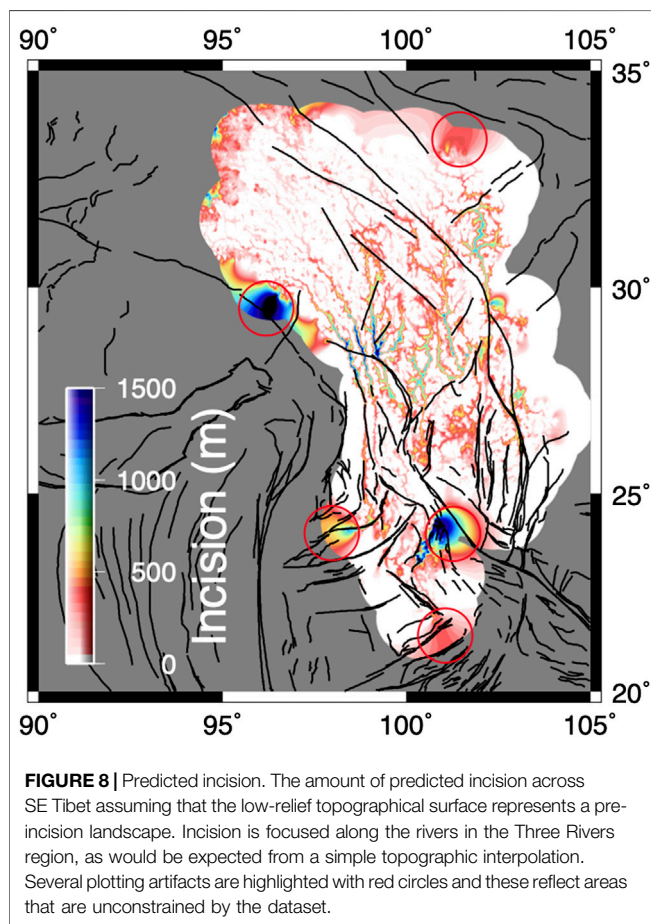 90˚ 95˚ 100˚ 105˚
35˚
30˚
1500
1000
Incision (m)
25˚
500
0
20˚
90˚ 95˚ 100˚ 105˚
FIGURE 8 | Predicted incision. The amount of predicted incision across
SE Tibet assuming that the low-relief topographical surface represents a pre-
incision landscape. Incision is focused along the rivers in the Three Rivers
region, as would be expected from a simple topographic interpolation.
Several plotting artifacts are highlighted with red circles and these reflect areas
that are unconstrained by the dataset.